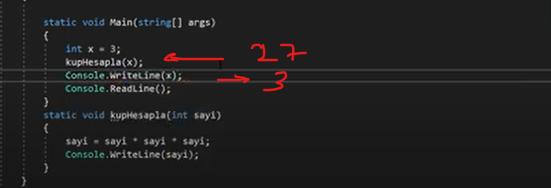 static void Main(string[] args)
{
int x = 3;
kupHesapla(x); 27
Console.WriteLine(x); 3
Console.ReadLine();
}
static void kupHesapla(int sayi)
{
sayi = sayi * sayi * sayi;
Console.WriteLine(sayi);
}
}